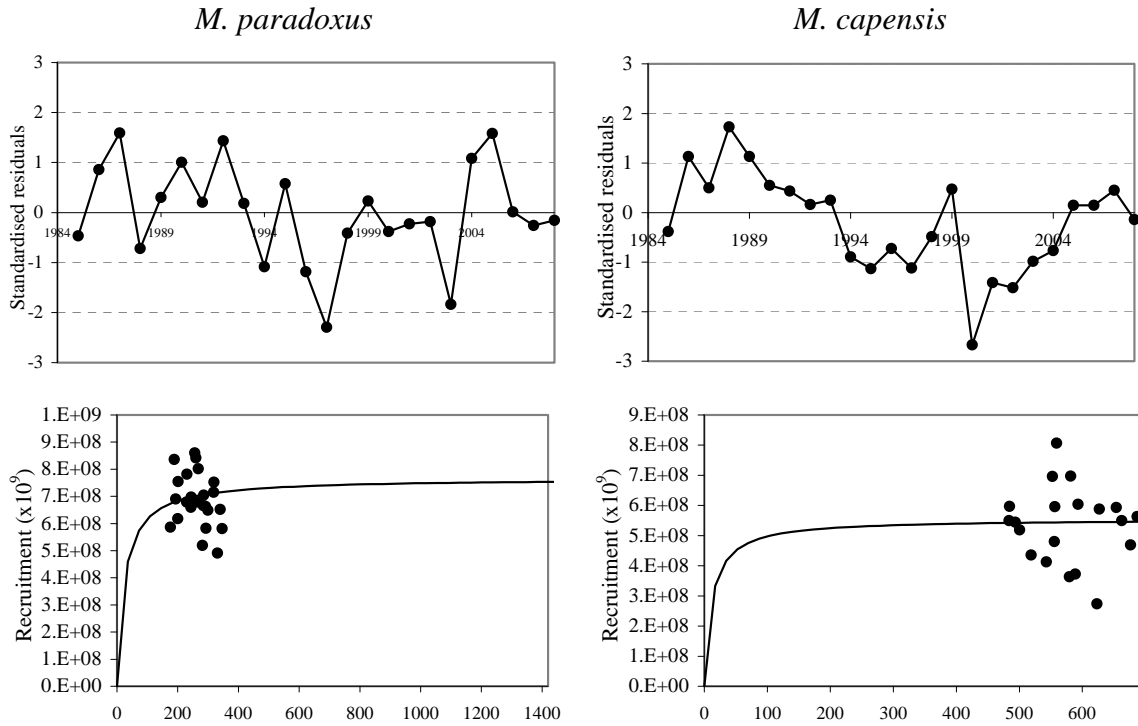 M. paradoxus
M. capensis
3
2
1
0
-1
-2
-3
Standardised residuals
1984
1989
1994
1999
2004
3
2
1
0
-1
-2
-3
Standardised residuals
1984
1989
1994
1999
2004
1.E+09
9.E+08
8.E+08
7.E+08
6.E+08
5.E+08
4.E+08
3.E+08
2.E+08
1.E+08
0.E+00
Recruitment (x10⁹)
0 200 400 600 800 1000 1200 1400
9.E+08
8.E+08
7.E+08
6.E+08
5.E+08
4.E+08
3.E+08
2.E+08
1.E+08
0.E+00
Recruitment (x10⁹)
0 100 200 300 400 500 600